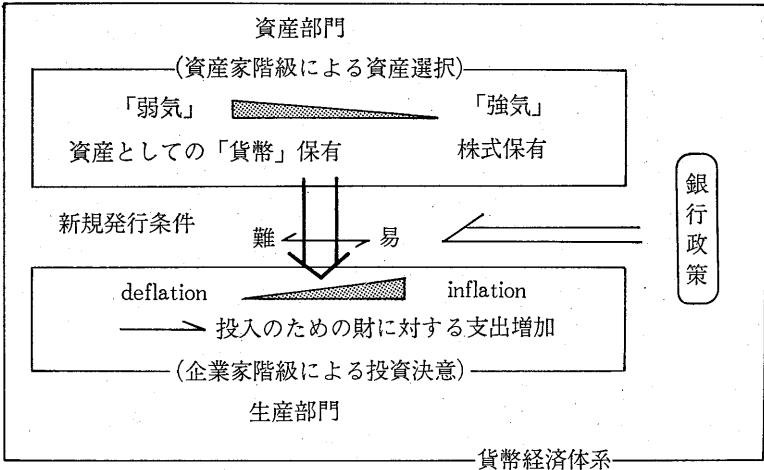 資産部門
(資産家階級による資産選択)
「弱気」 「強気」
資産としての「貨幣」保有 株式保有
銀行政策
新規発行条件 難 易
deflation inflation
投入のための財に対する支出増加
(企業家階級による投資決意)
生産部門
貨幣経済体系